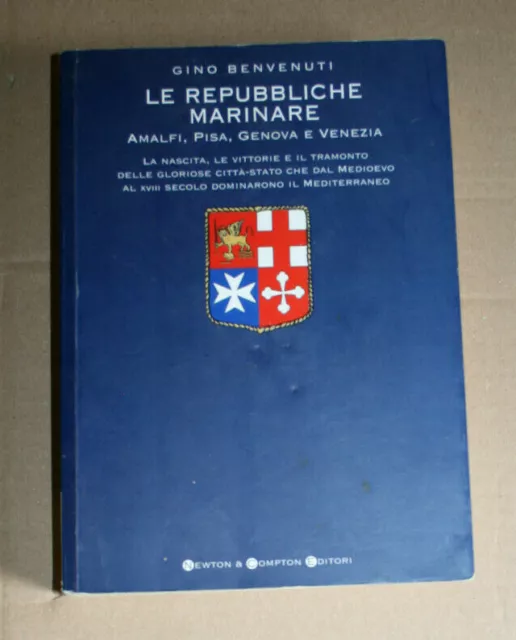 GINO BENVENUTI
LE REPUBBLICHE
MARINARE
AMALFI, PISA, GENOVA E VENEZIA
LA NASCITA, LE VITTORIE E IL TRAMONTO
DELLE GLORIOSE CITTÀ-STATO CHE DAL MEDIOEVO
AL XVIII SECOLO DOMINARONO IL MEDITERRANEO
NEWTON & COMPTON EDITORI